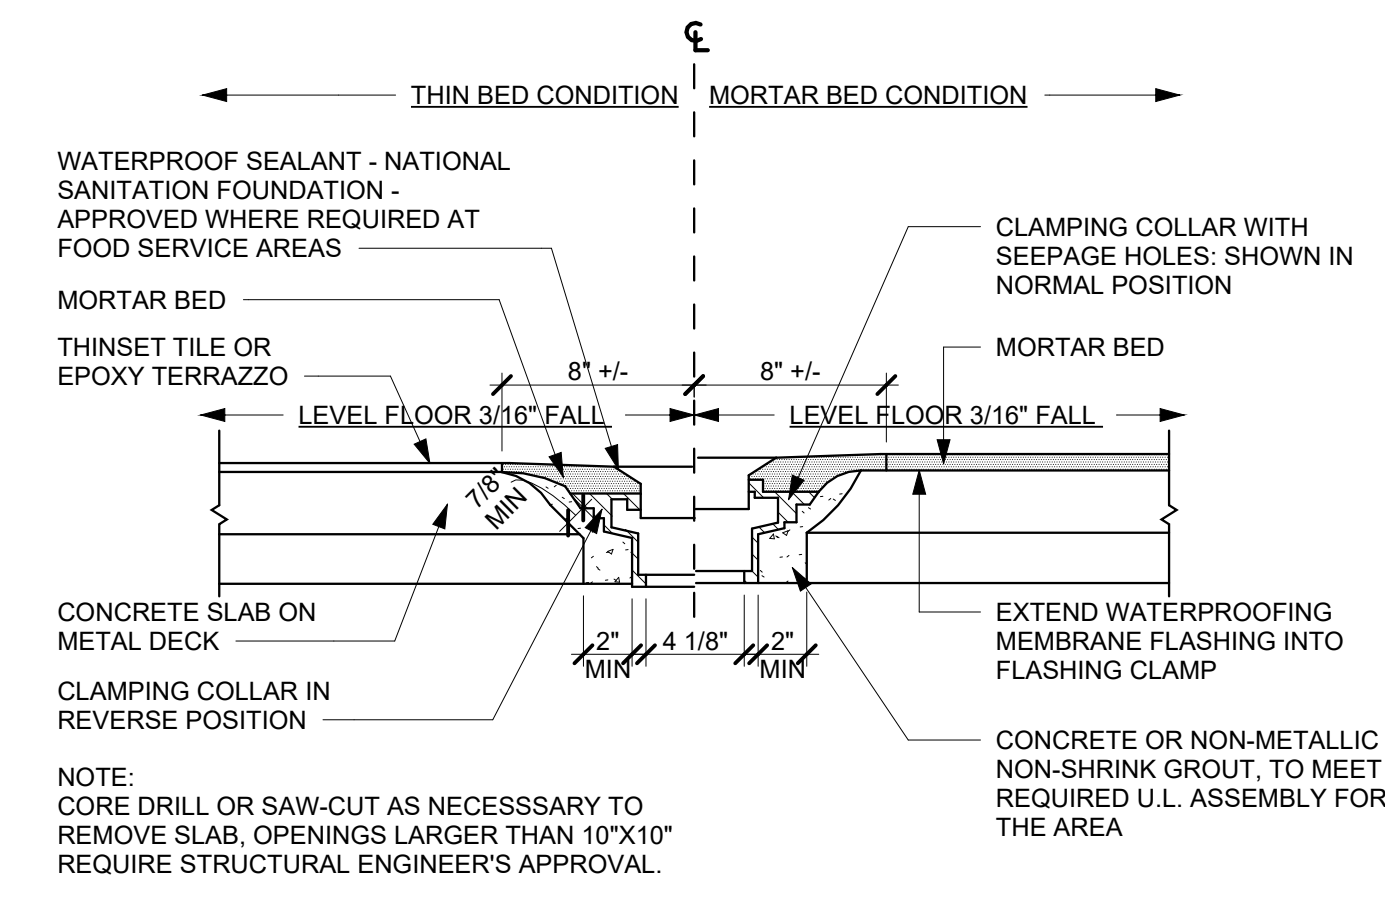 ℄
THIN BED CONDITION
MORTAR BED CONDITION
WATERPROOF SEALANT - NATIONAL
SANITATION FOUNDATION -
APPROVED WHERE REQUIRED AT
FOOD SERVICE AREAS
MORTAR BED
THINSET TILE OR
EPOXY TERRAZZO
CLAMPING COLLAR WITH
SEEPAGE HOLES: SHOWN IN
NORMAL POSITION
MORTAR BED
8" +/-
8" +/-
LEVEL FLOOR 3/16" FALL
LEVEL FLOOR 3/16" FALL
7/8"
MIN
CONCRETE SLAB ON
METAL DECK
CLAMPING COLLAR IN
REVERSE POSITION
2"
MIN
4 1/8"
2"
MIN
EXTEND WATERPROOFING
MEMBRANE FLASHING INTO
FLASHING CLAMP
CONCRETE OR NON-METALLIC
NON-SHRINK GROUT, TO MEET
REQUIRED U.L. ASSEMBLY FOR
THE AREA
NOTE:
CORE DRILL OR SAW-CUT AS NECESSSARY TO
REMOVE SLAB, OPENINGS LARGER THAN 10"X10"
REQUIRE STRUCTURAL ENGINEER'S APPROVAL.